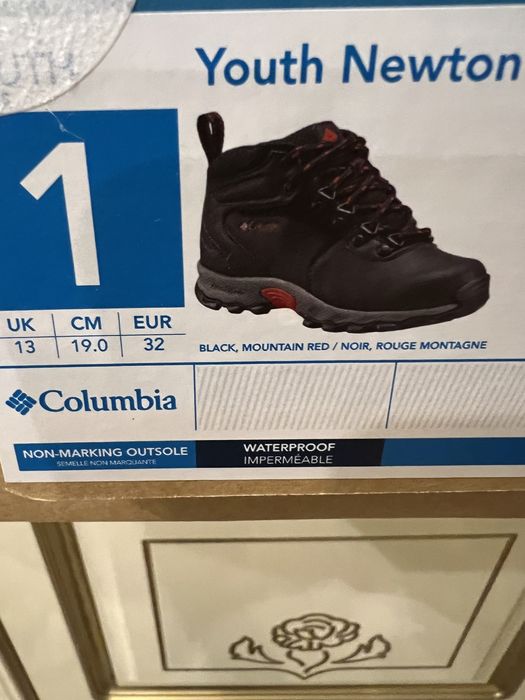 Youth Newton
1
UK CM EUR
13 19.0 32
BLACK, MOUNTAIN RED / NOIR, ROUGE MONTAGNE
Columbia
NON-MARKING OUTSOLE
SEMELLE NON MARQUANTE
WATERPROOF
IMPERMÉABLE